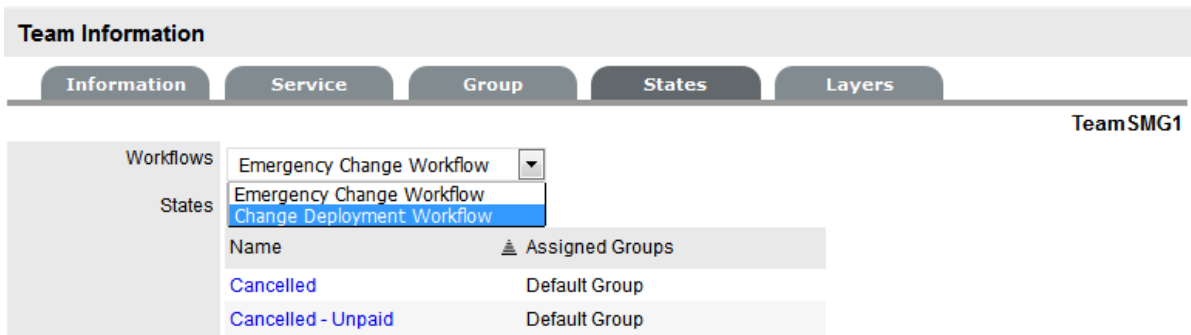 Team Information
Information Service Group States Layers
TeamSMG1
Workflows Emergency Change Workflow
Emergency Change Workflow
States Change Deployment Workflow
Name Assigned Groups
Cancelled Default Group
Cancelled - Unpaid Default Group